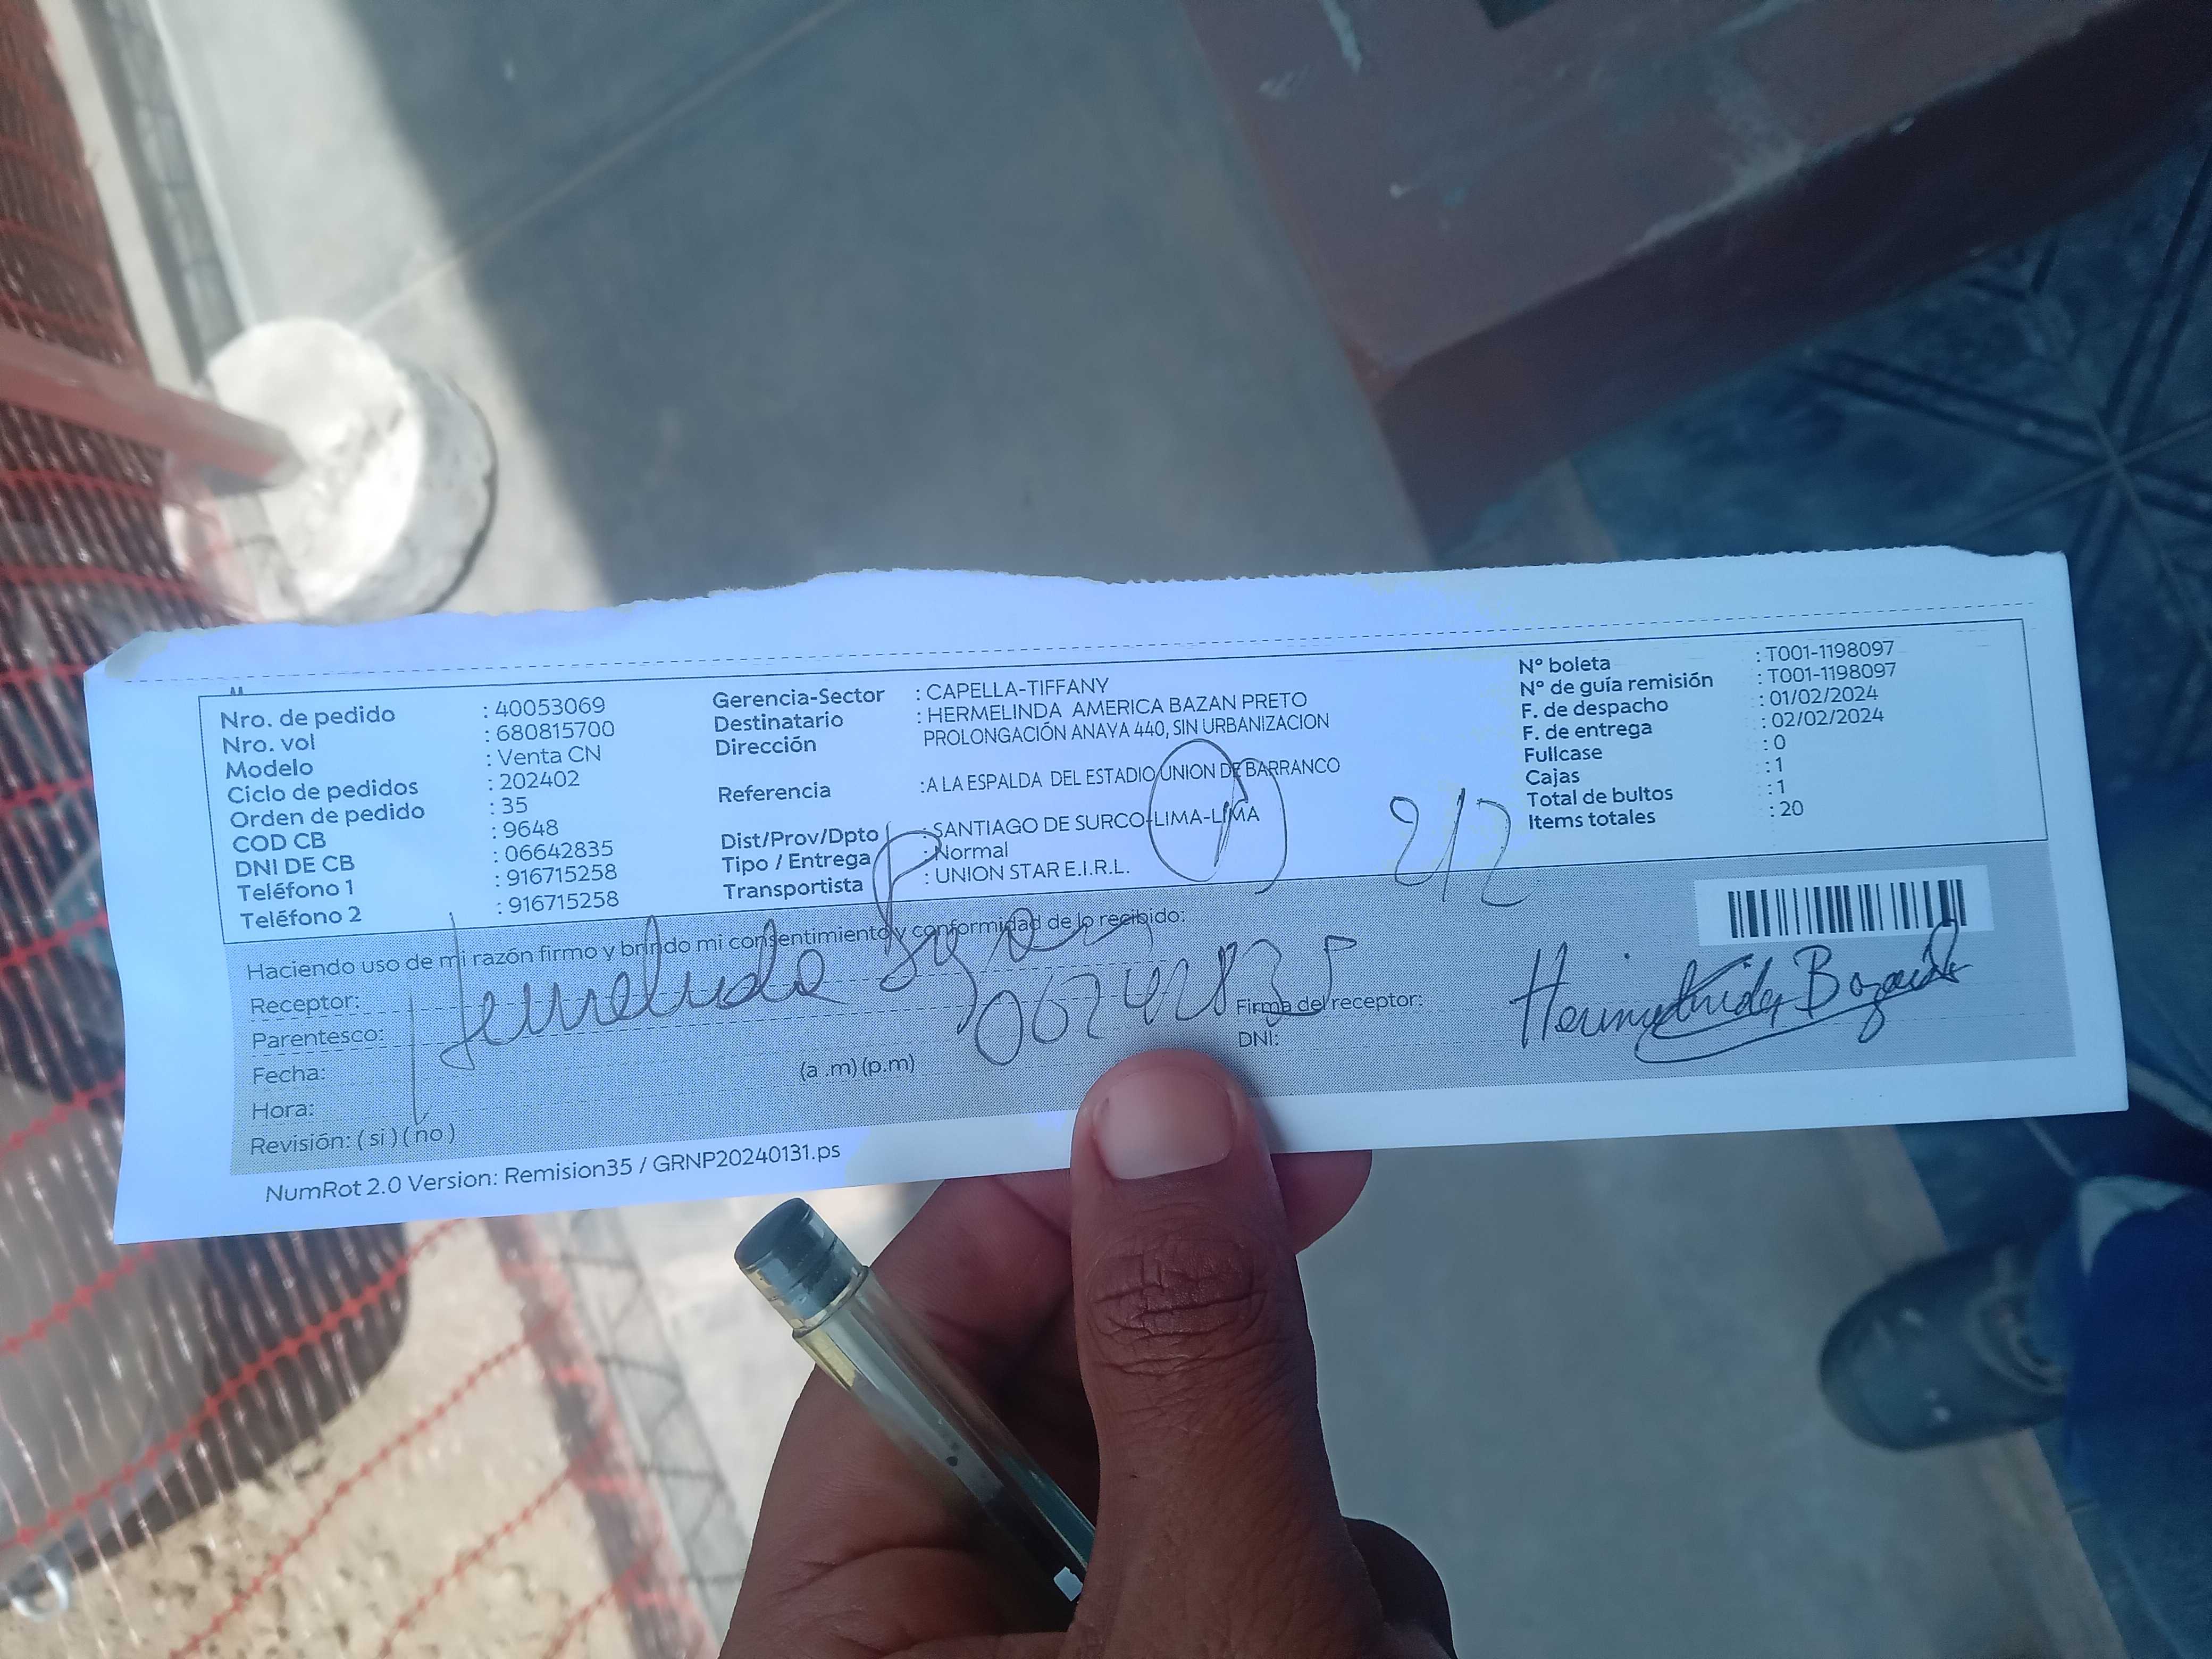 Nro. de pedido : 40053069
Nro. vol : 680815700
Modelo : Venta CN
Ciclo de pedidos : 202402
Orden de pedido : 35
COD CB : 9648
DNI DE CB : 06642835
Teléfono 1 : 916715258
Teléfono 2 : 916715258
Gerencia-Sector : CAPELLA-TIFFANY
Destinatario : HERMELINDA AMERICA BAZAN PRETO
Dirección PROLONGACIÓN ANAYA 440, SIN URBANIZACION
Referencia :A LA ESPALDA DEL ESTADIO UNION DE BARRANCO
Dist/Prov/Dpto : SANTIAGO DE SURCO-LIMA-LIMA
Tipo / Entrega : Normal
Transportista : UNION STAR E.I.R.L.
N° boleta : T001-1198097
N° de guía remisión : T001-1198097
F. de despacho : 01/02/2024
F. de entrega : 02/02/2024
Fullcase : 0
Cajas : 1
Total de bultos : 1
Items totales : 20
2/2
Haciendo uso de mi razón firmo y brindo mi consentimiento y conformidad de lo recibido:
Receptor:
Parentesco:
Fecha:
Hora: (a .m) (p.m)
Revisión: ( si ) ( no )
Firma del receptor:
DNI:
NumRot 2.0 Version: Remision35 / GRNP20240131.ps